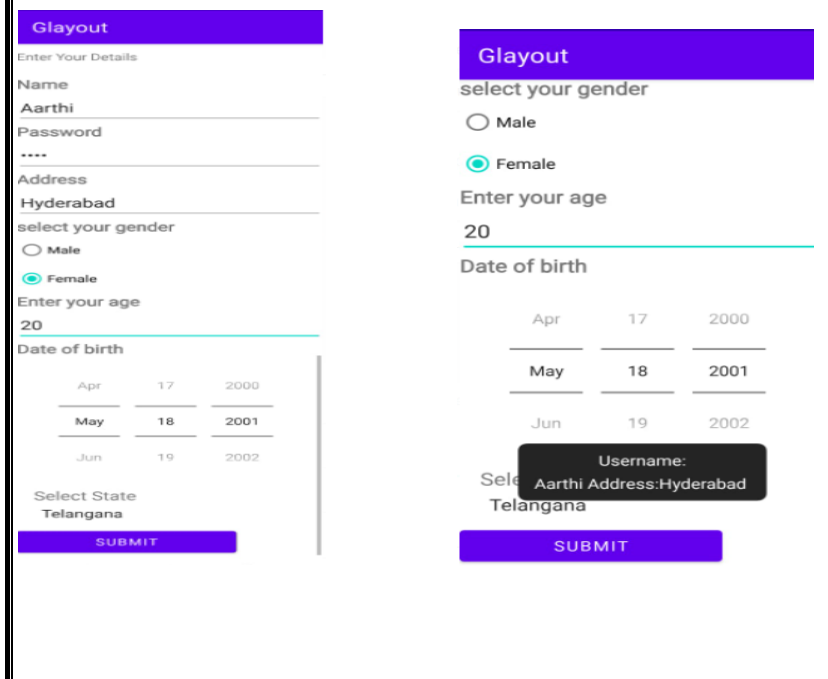 Glayout
Enter Your Details
Name
Aarthi
Password
••••
Address
Hyderabad
select your gender
Male
Female
Enter your age
20
Date of birth
Apr 17 2000
May 18 2001
Jun 19 2002
Select State
Telangana
SUBMIT
Glayout
select your gender
Male
Female
Enter your age
20
Date of birth
Apr 17 2000
May 18 2001
Jun 19 2002
Username:
Sele Aarthi Address:Hyderabad
Telangana
SUBMIT